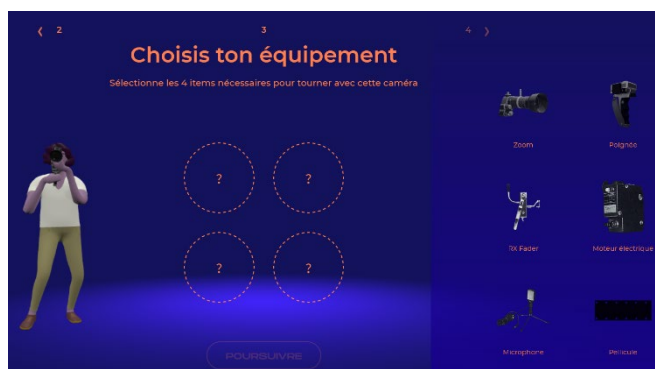 2
3
4
Choisis ton équipement
Sélectionne les 4 items nécessaires pour tourner avec cette caméra
Zoom
Poignée
?
?
RX Fader
Moteur électrique
?
?
Microphone
Pellicule
POURSUIVRE